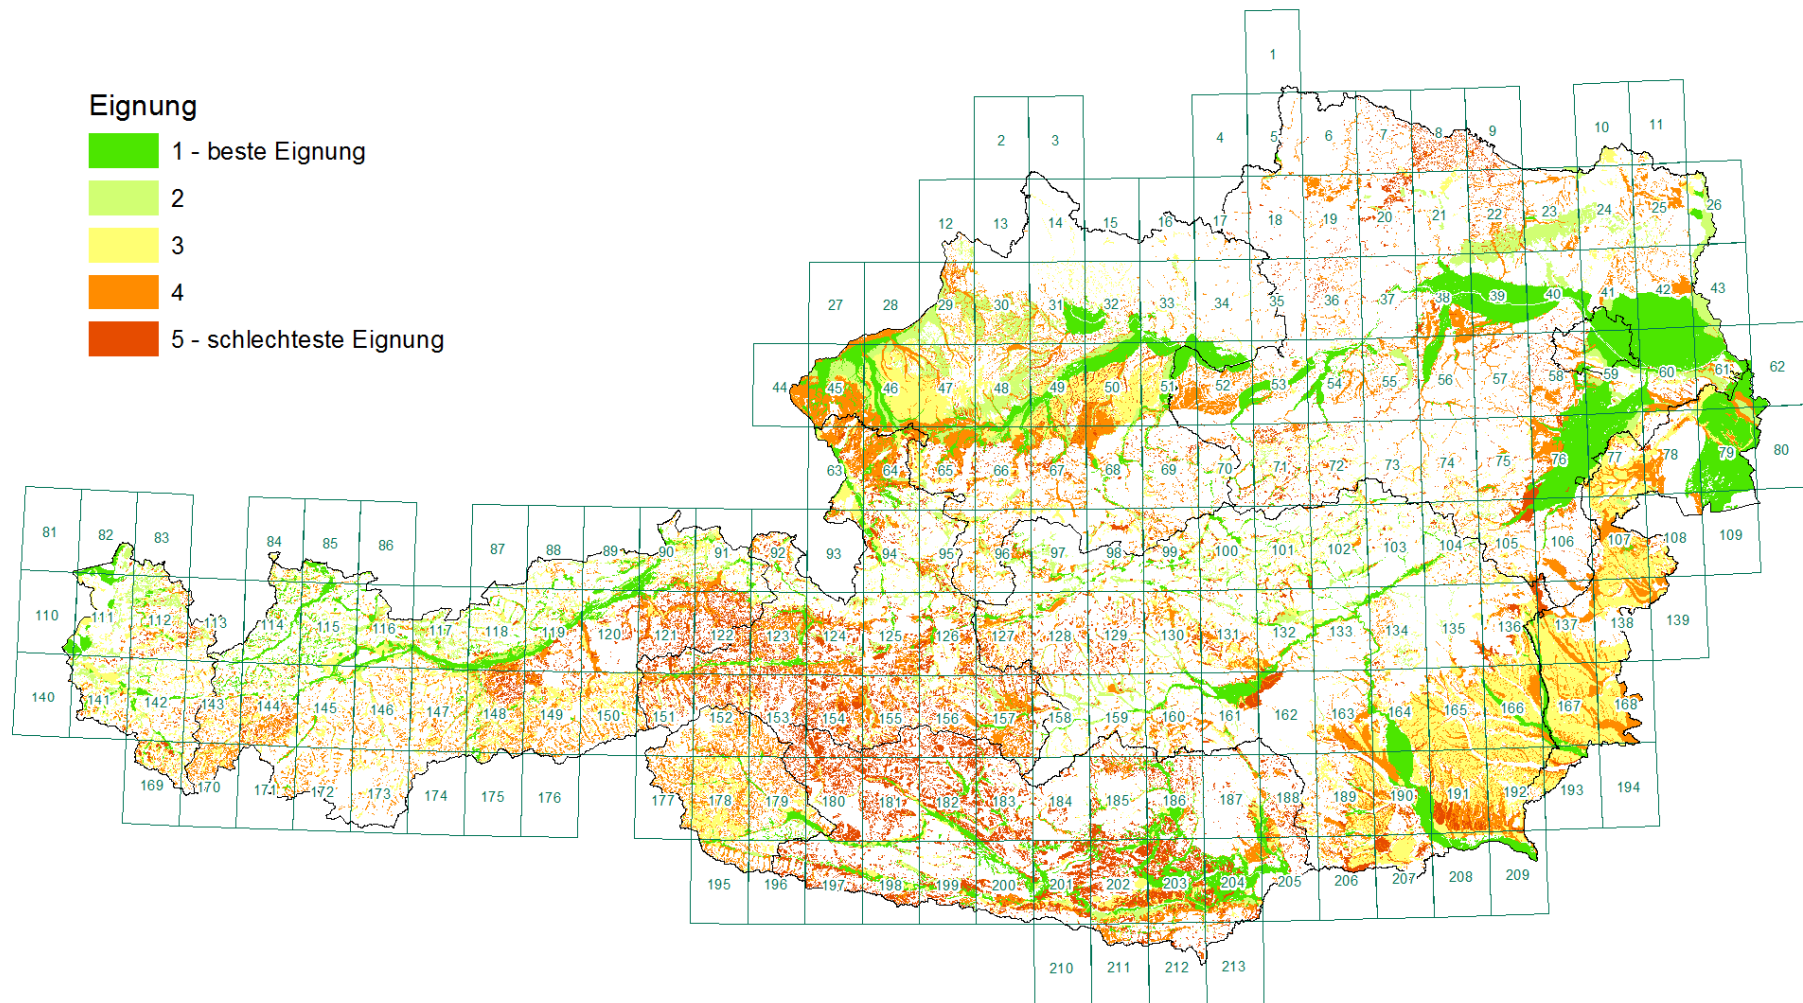 Eignung
1 - beste Eignung
2
3
4
5 - schlechteste Eignung
1
2 3 4 5 6 7 8 9 10 11
12 13 14 15 16 17 18 19 20 21 22 23 24 25 26
27 28 29 30 31 32 33 34 35 36 37 38 39 40 41 42 43
44 45 46 47 48 49 50 51 52 53 54 55 56 57 58 59 60 61 62
63 64 65 66 67 68 69 70 71 72 73 74 75 76 77 78 79 80
81 82 83 84 85 86 87 88 89 90 91 92 93 94 95 96 97 98 99 100 101 102 103 104 105 106 107 108 109
110 111 112 113 114 115 116 117 118 119 120 121 122 123 124 125 126 127 128 129 130 131 132 133 134 135 136 137 138 139
140 141 142 143 144 145 146 147 148 149 150 151 152 153 154 155 156 157 158 159 160 161 162 163 164 165 166 167 168
169 170 171 172 173 174 175 176 177 178 179 180 181 182 183 184 185 186 187 188 189 190 191 192 193 194
195 196 197 198 199 200 201 202 203 204 205 206 207 208 209
210 211 212 213